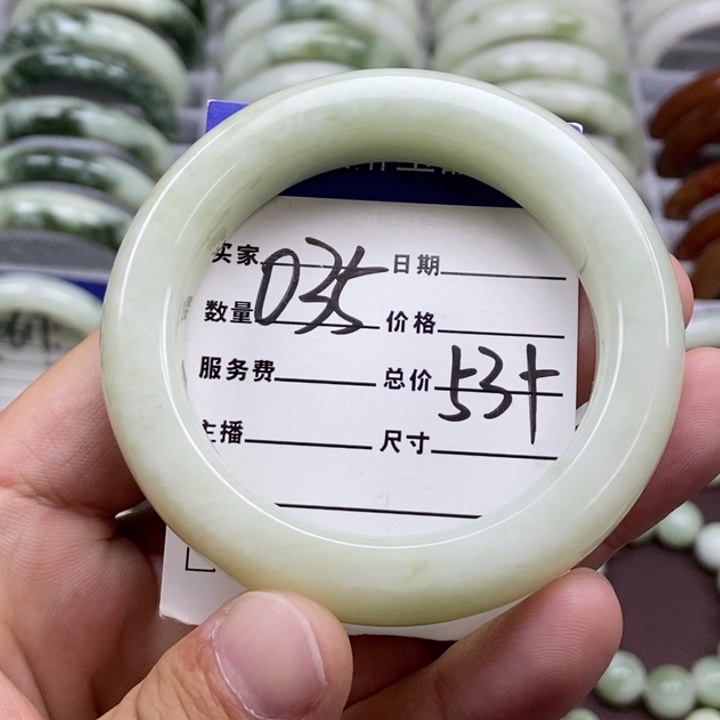 买家 035 日期
数量 价格
服务费 总价 53+
主播 尺寸